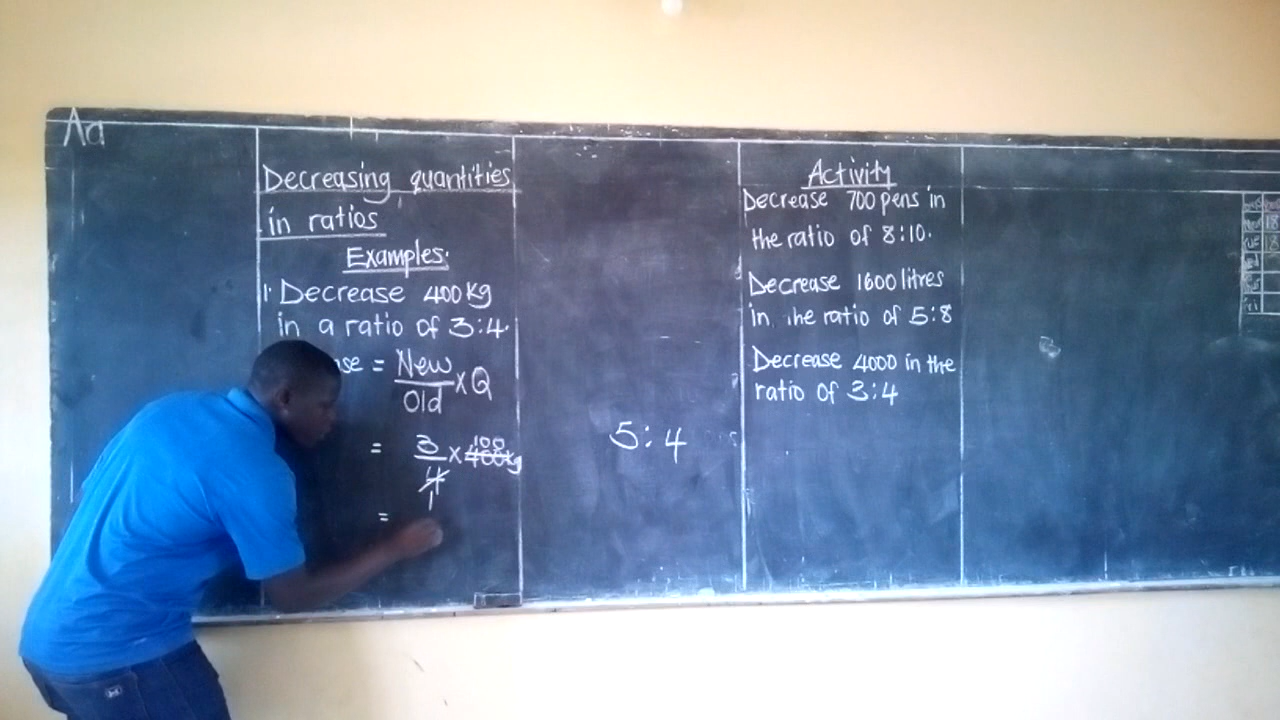 Aa
Decreasing quantities
in ratios
Examples:
1. Decrease 400kg
in a ratio of 3:4.
= New/Old x Q
= 3/4 x 400kg
100
1
=
5:4
Activity
Decrease 700 pens in
the ratio of 8:10.
Decrease 1600 litres
in the ratio of 5:8
Decrease 4000 in the
ratio of 3:4